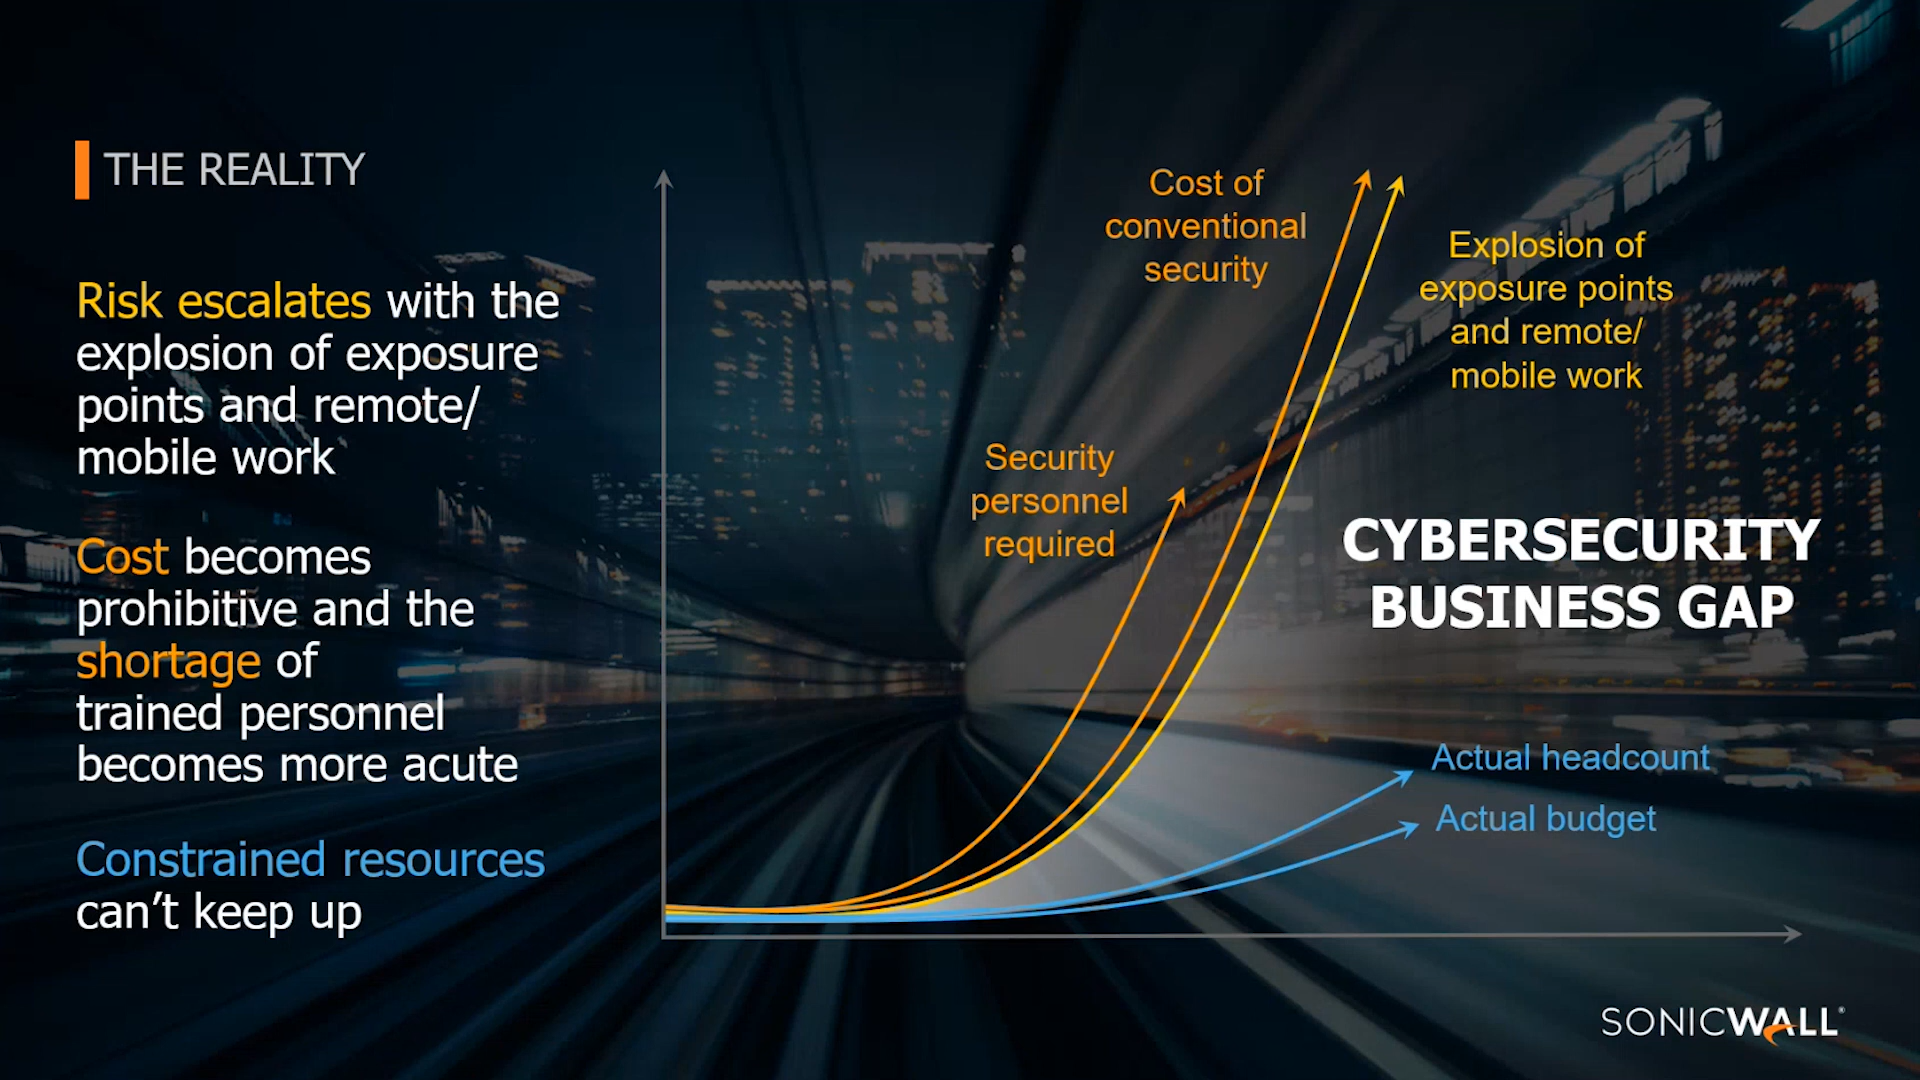 THE REALITY
Risk escalates with the
explosion of exposure
points and remote/
mobile work
Cost becomes
prohibitive and the
shortage of
trained personnel
becomes more acute
Constrained resources
can’t keep up
Cost of
conventional
security
Explosion of
exposure points
and remote/
mobile work
Security
personnel
required
CYBERSECURITY
BUSINESS GAP
Actual headcount
Actual budget
SONICWALL®